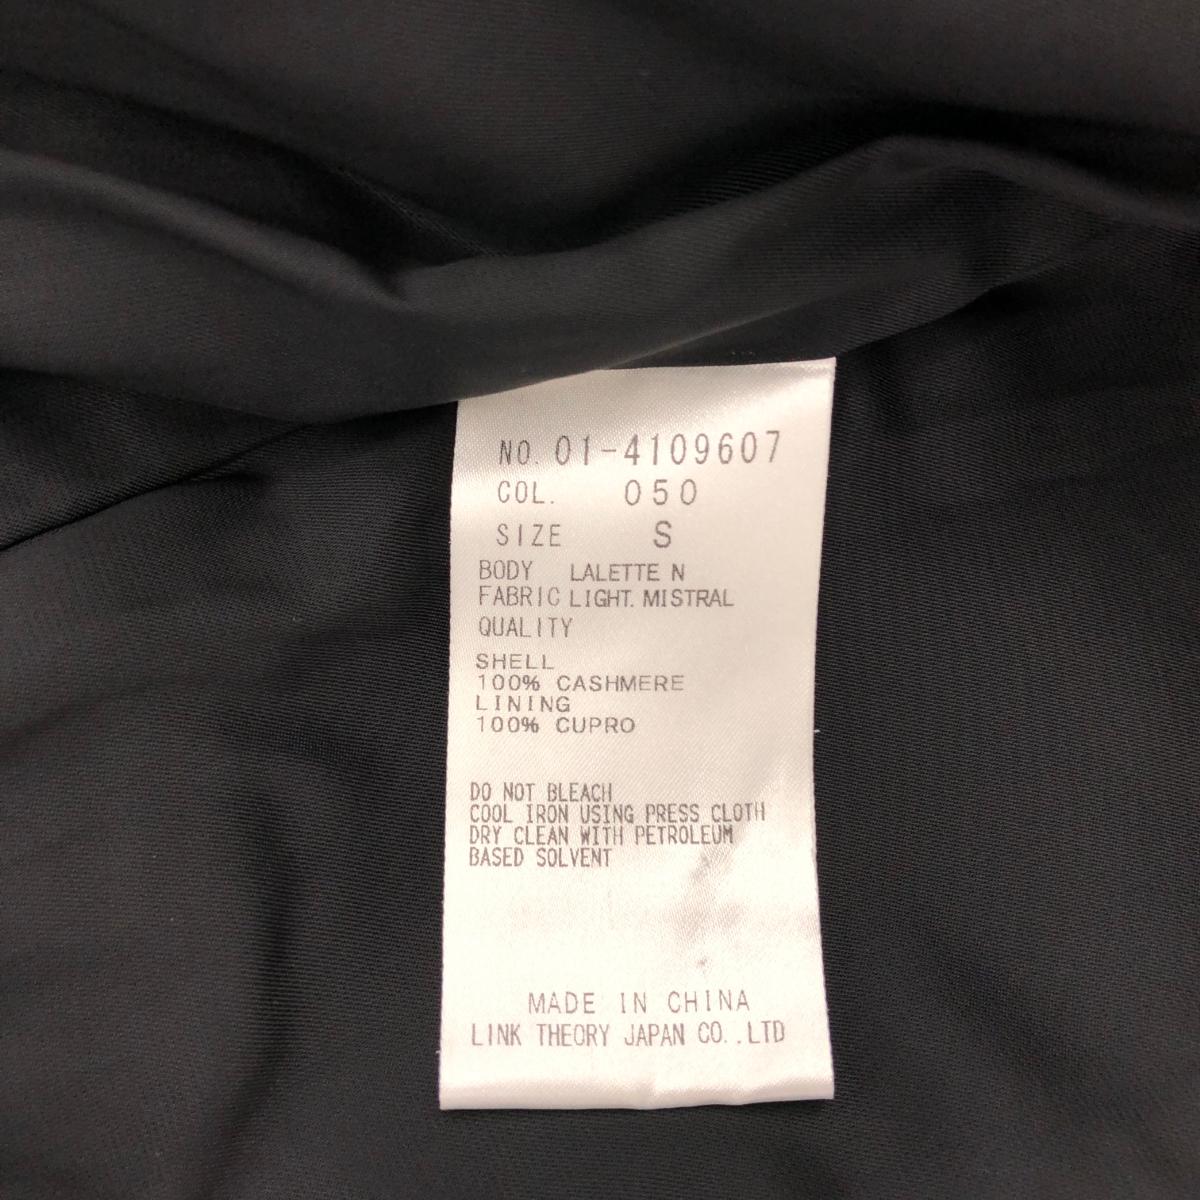 NO. 01-4109607
COL. 050
SIZE S
BODY LALETTE N
FABRIC LIGHT. MISTRAL
QUALITY
SHELL
100% CASHMERE
LINING
100% CUPRO
DO NOT BLEACH
COOL IRON USING PRESS CLOTH
DRY CLEAN WITH PETROLEUM
BASED SOLVENT
MADE IN CHINA
LINK THEORY JAPAN CO.,LTD